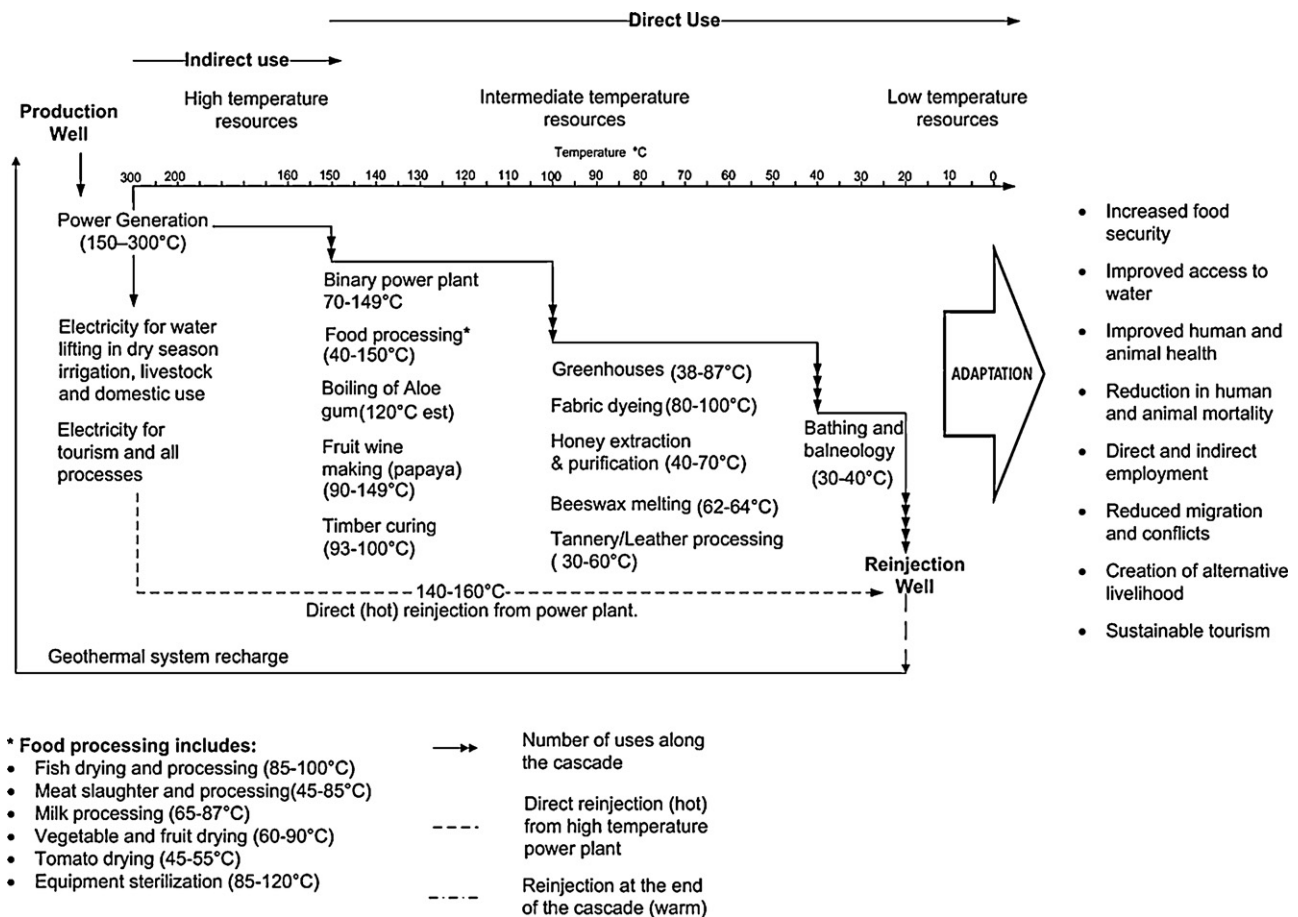 Direct Use
Indirect use
High temperature
resources
Intermediate temperature
resources
Low temperature
resources
Production
Well
Temperature °C
300 200 160 150 140 130 120 110 100 90 80 70 60 50 40 30 20 10 0
Power Generation
(150–300°C)
Electricity for water
lifting in dry season
irrigation, livestock
and domestic use
Electricity for
tourism and all
processes
Binary power plant
70-149°C
Food processing*
(40-150°C)
Boiling of Aloe
gum(120°C est)
Fruit wine
making (papaya)
(90-149°C)
Timber curing
(93-100°C)
Greenhouses (38-87°C)
Fabric dyeing (80-100°C)
Honey extraction
& purification (40-70°C)
Beeswax melting (62-64°C)
Tannery/Leather processing
( 30-60°C)
Bathing and
balneology
(30-40°C)
Reinjection
Well
140-160°C
Direct (hot) reinjection from power plant.
Geothermal system recharge
ADAPTATION
• Increased food
security
• Improved access to
water
• Improved human and
animal health
• Reduction in human
and animal mortality
• Direct and indirect
employment
• Reduced migration
and conflicts
• Creation of alternative
livelihood
• Sustainable tourism
* Food processing includes:
• Fish drying and processing (85-100°C)
• Meat slaughter and processing(45-85°C)
• Milk processing (65-87°C)
• Vegetable and fruit drying (60-90°C)
• Tomato drying (45-55°C)
• Equipment sterilization (85-120°C)
Number of uses along
the cascade
Direct reinjection (hot)
from high temperature
power plant
Reinjection at the end
of the cascade (warm)